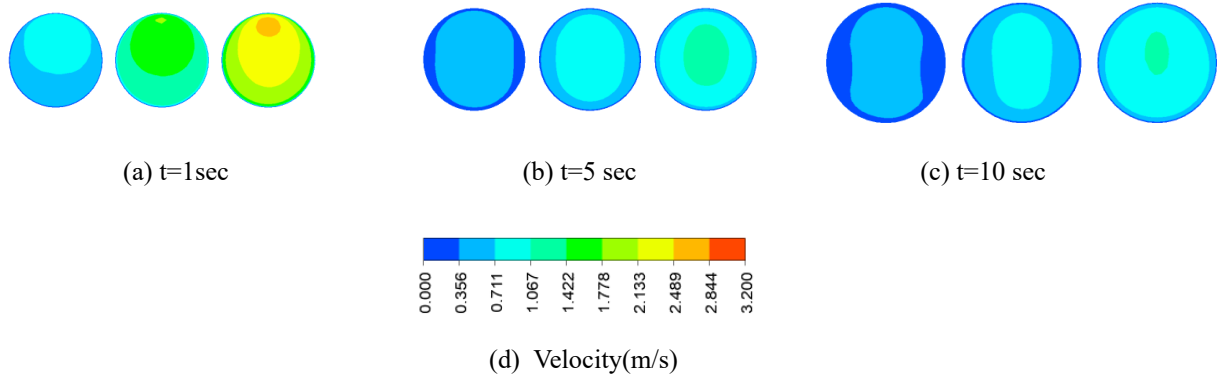 (a) t=1sec
(b) t=5 sec
(c) t=10 sec
0.000
0.356
0.711
1.067
1.422
1.778
2.133
2.489
2.844
3.200
(d) Velocity(m/s)